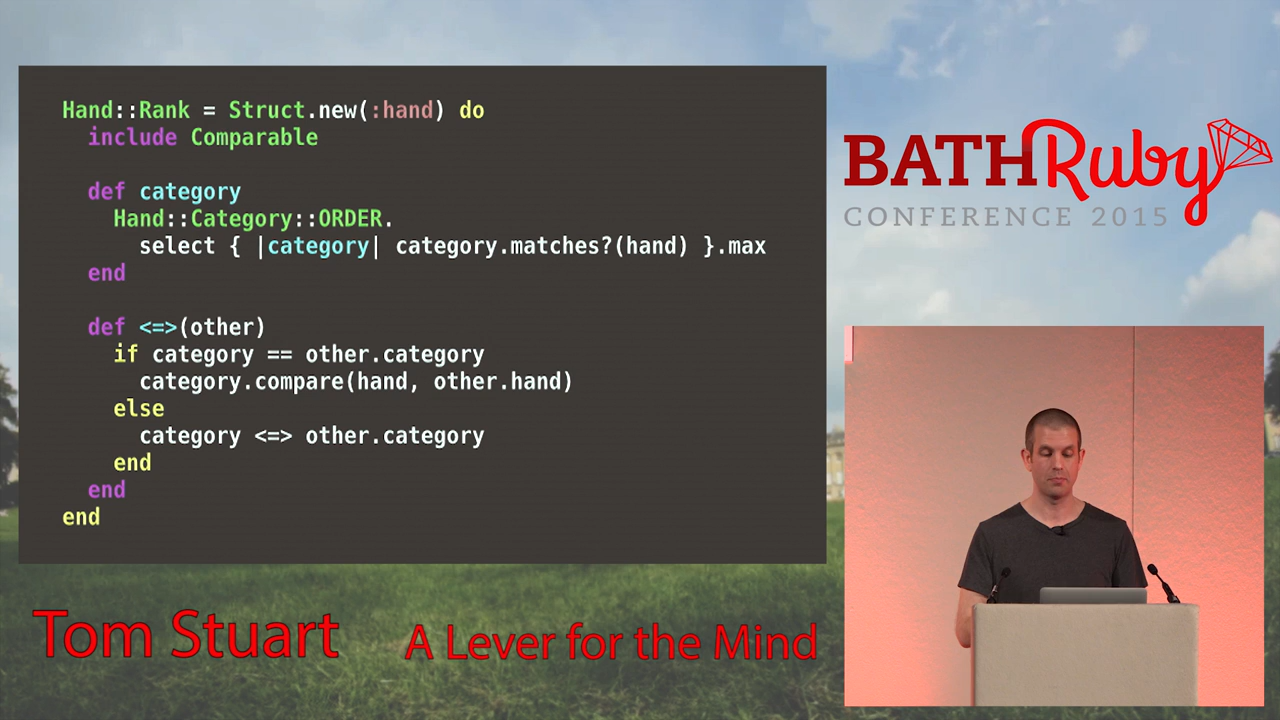 Hand::Rank = Struct.new(:hand) do
  include Comparable

  def category
    Hand::Category::ORDER.
      select { |category| category.matches?(hand) }.max
  end

  def <=>(other)
    if category == other.category
      category.compare(hand, other.hand)
    else
      category <=> other.category
    end
  end
end
BATHRuby
CONFERENCE 2015
Tom Stuart
A Lever for the Mind